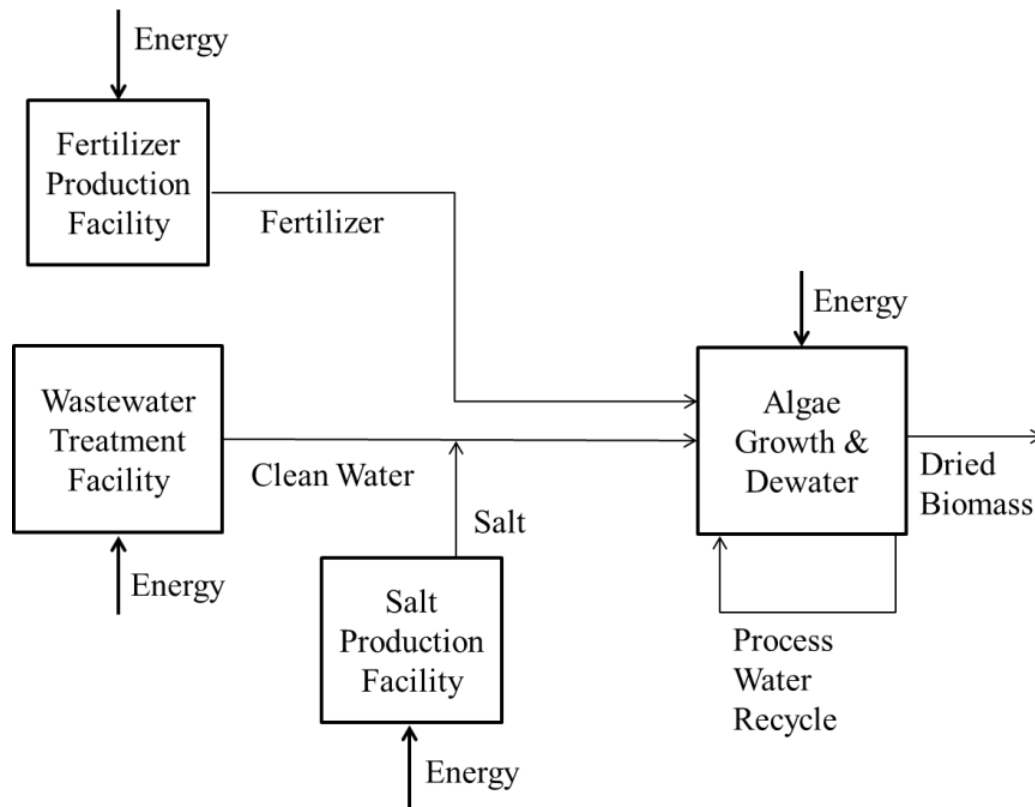 Energy
Fertilizer
Production
Facility
Fertilizer
Energy
Wastewater
Treatment
Facility
Clean Water
Algae
Growth &
Dewater
Dried
Biomass
Salt
Energy
Salt
Production
Facility
Process
Water
Recycle
Energy